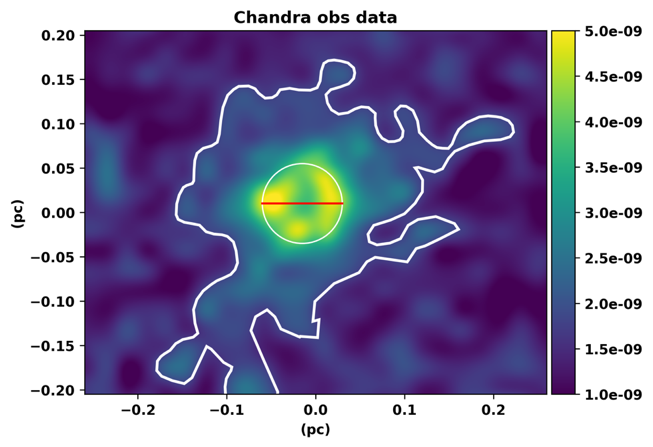 Chandra obs data
0.20
0.15
0.10
0.05
0.00
−0.05
−0.10
−0.15
−0.20
(pc)
−0.2
−0.1
0.0
0.1
0.2
(pc)
5.0e-09
4.5e-09
4.0e-09
3.5e-09
3.0e-09
2.5e-09
2.0e-09
1.5e-09
1.0e-09